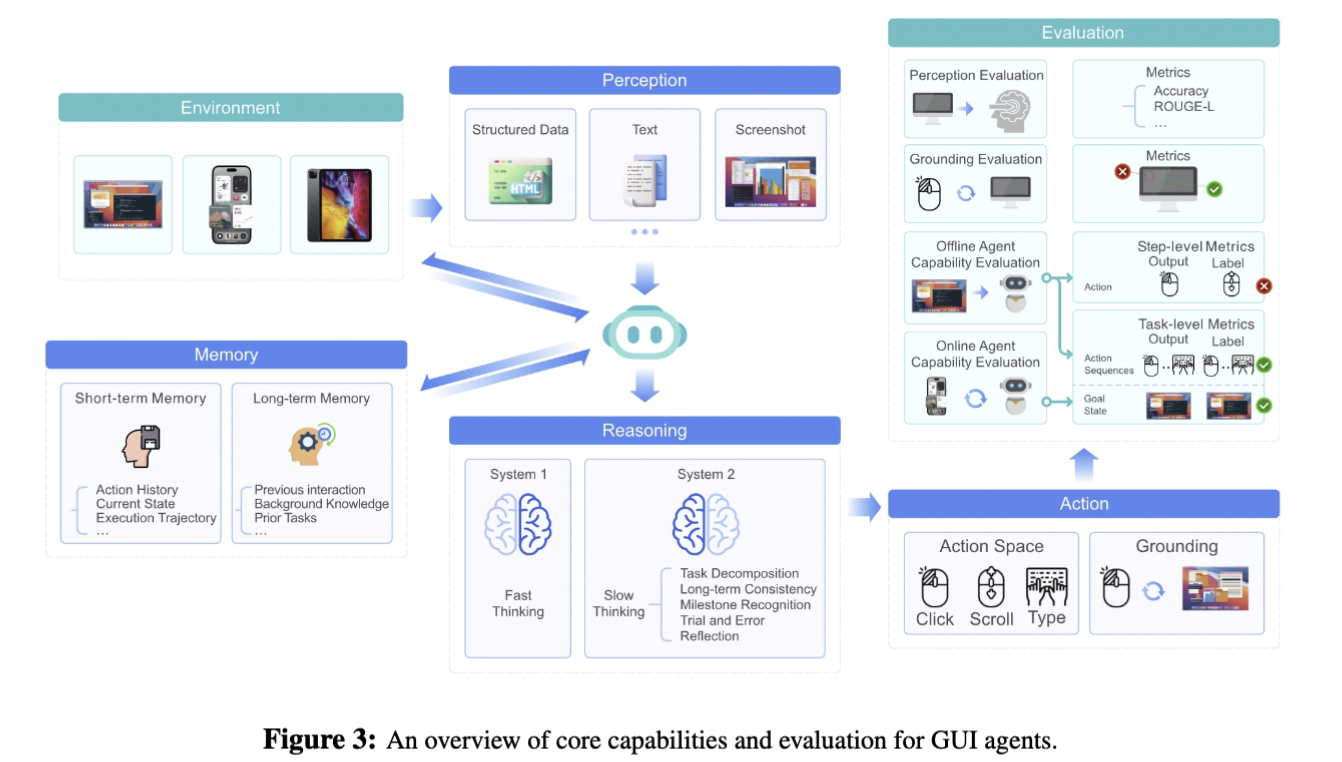 Environment
Perception
Structured Data
HTML
Text
Screenshot
...
Memory
Short-term Memory
Action History
Current State
Execution Trajectory
...
Long-term Memory
Previous interaction
Background Knowledge
Prior Tasks
...
Reasoning
System 1
Fast
Thinking
System 2
Slow
Thinking
Task Decomposition
Long-term Consistency
Milestone Recognition
Trial and Error
Reflection
Evaluation
Perception Evaluation
Metrics
Accuracy
ROUGE-L
...
Grounding Evaluation
Metrics
Offline Agent
Capability Evaluation
Step-level Metrics
Output Label
Action
Task-level Metrics
Output Label
Action
Sequences
Online Agent
Capability Evaluation
Goal
State
Action
Action Space
Click Scroll Type
Grounding
Figure 3: An overview of core capabilities and evaluation for GUI agents.